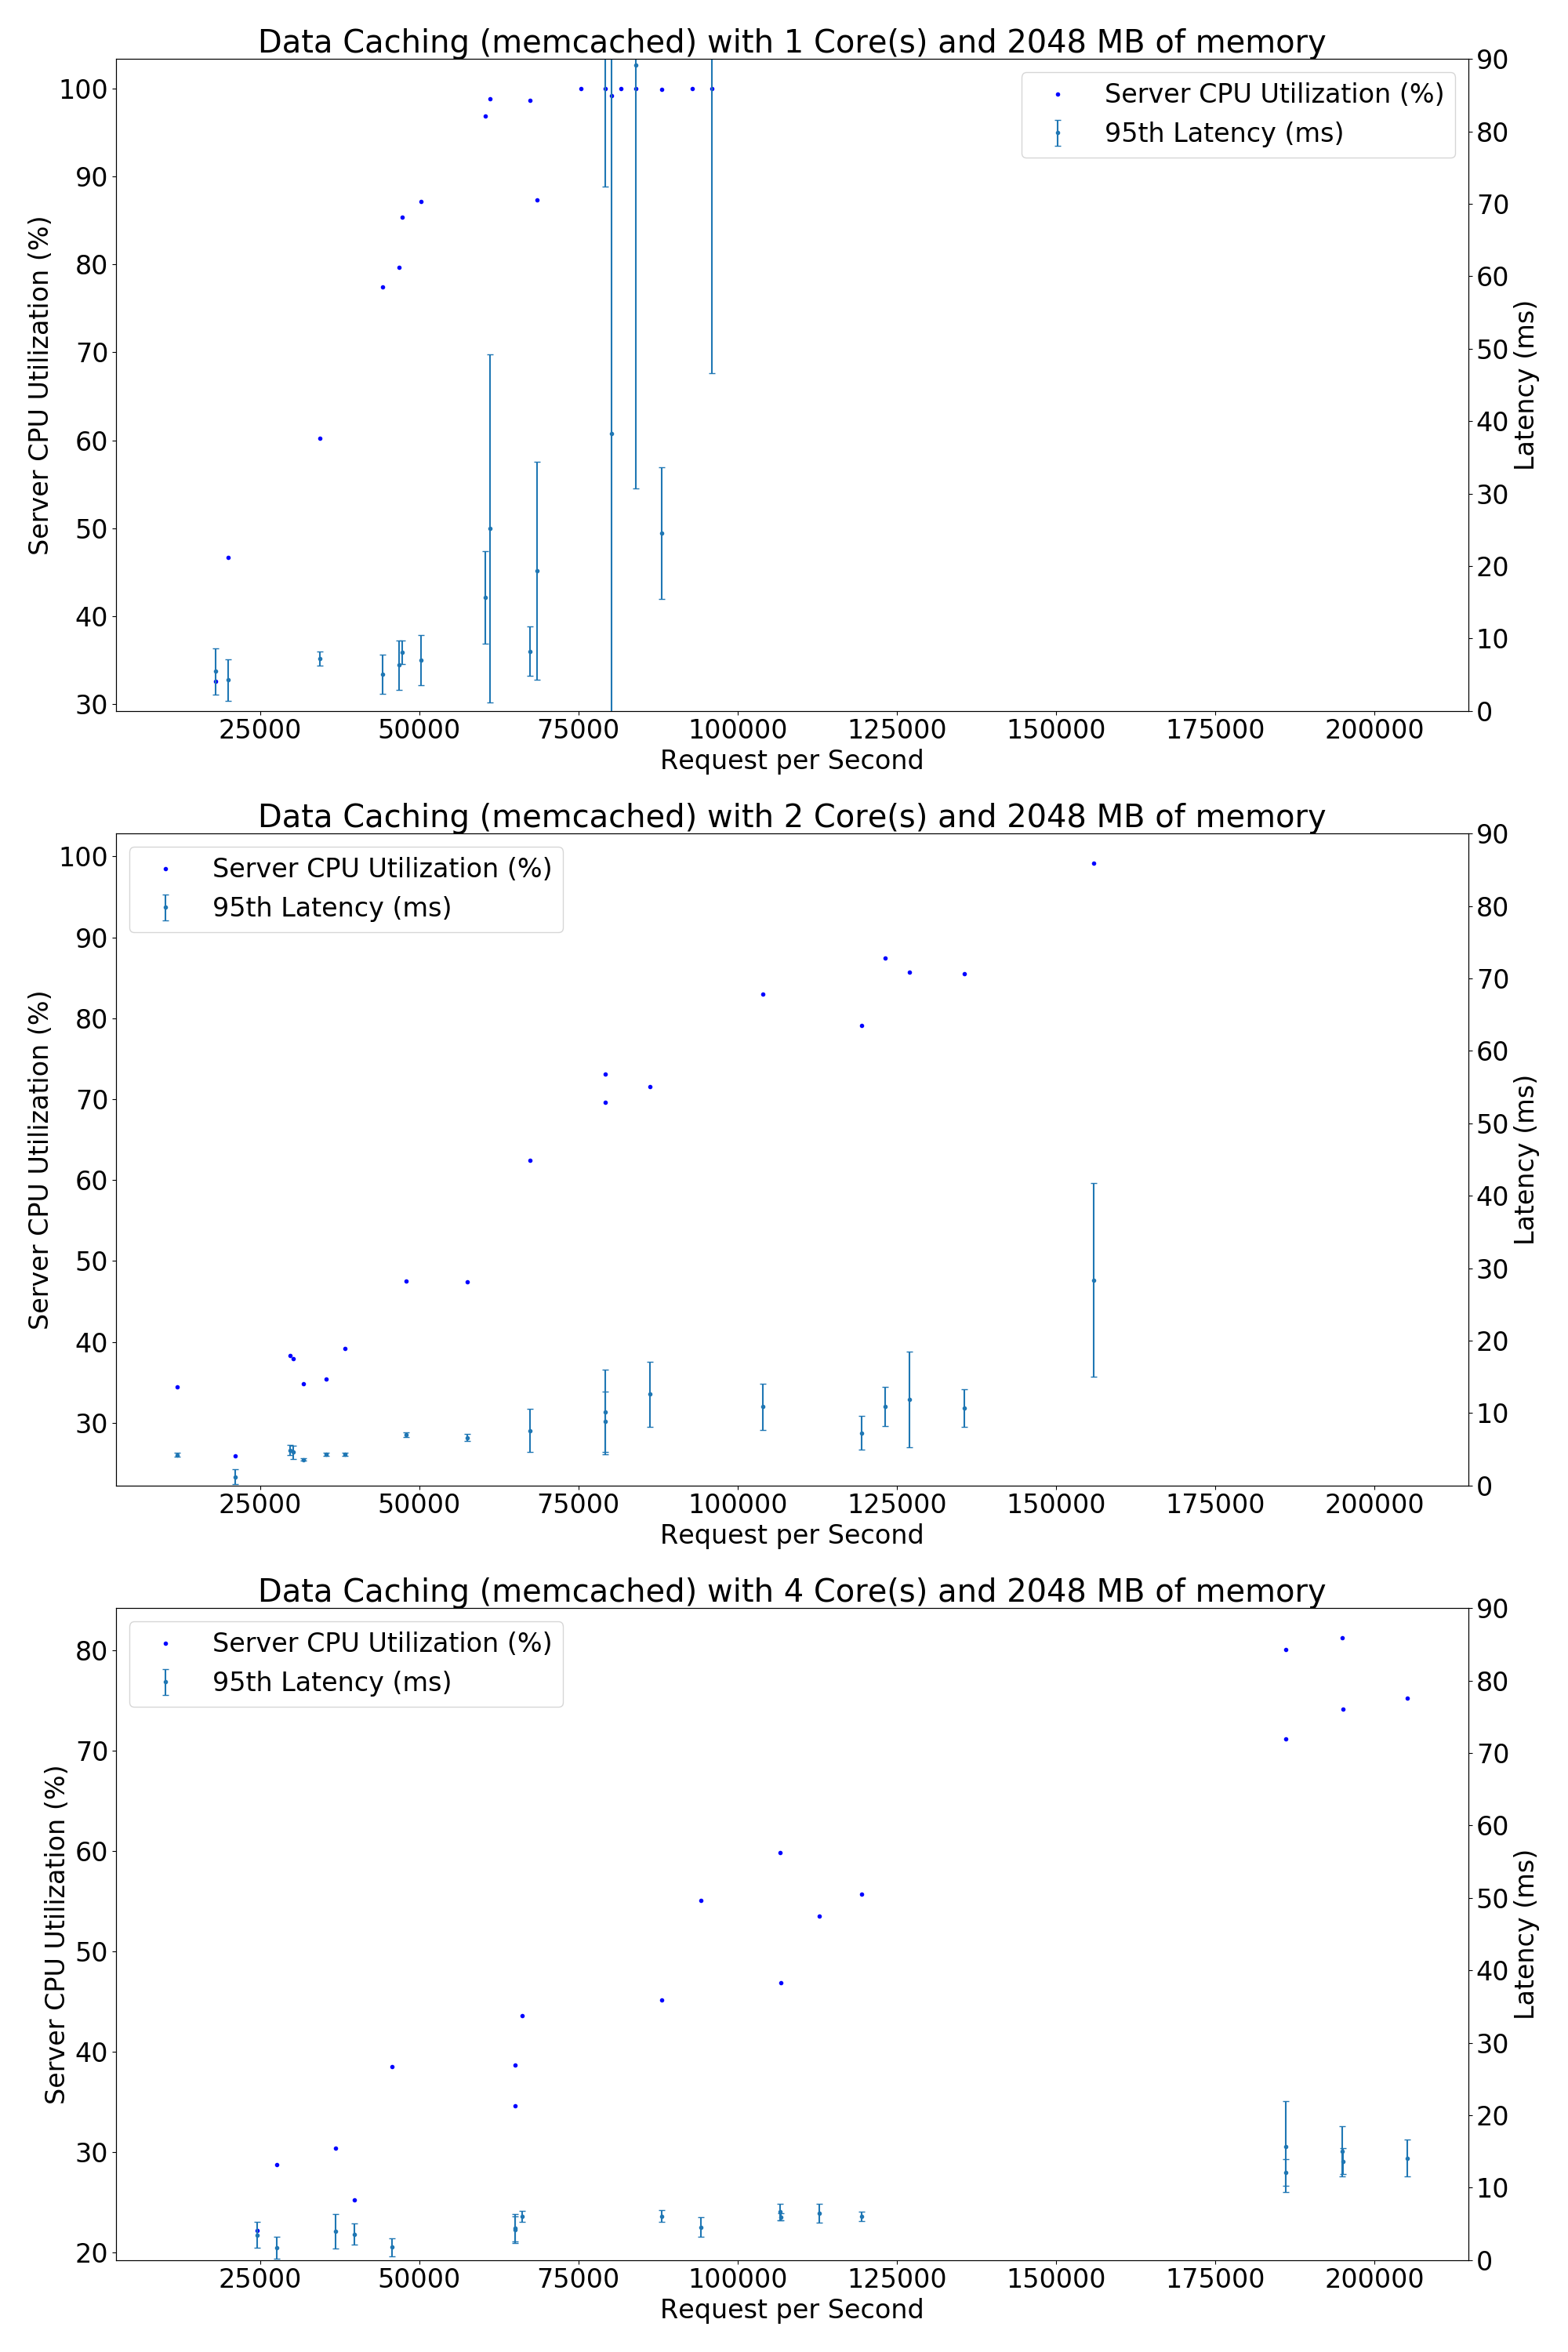 Data Caching (memcached) with 1 Core(s) and 2048 MB of memory
Server CPU Utilization (%)
95th Latency (ms)
100
90
80
70
60
50
40
30
Server CPU Utilization (%)
90
80
70
60
50
40
30
20
10
0
Latency (ms)
25000 50000 75000 100000 125000 150000 175000 200000
Request per Second
Data Caching (memcached) with 2 Core(s) and 2048 MB of memory
Server CPU Utilization (%)
95th Latency (ms)
100
90
80
70
60
50
40
30
Server CPU Utilization (%)
90
80
70
60
50
40
30
20
10
0
Latency (ms)
25000 50000 75000 100000 125000 150000 175000 200000
Request per Second
Data Caching (memcached) with 4 Core(s) and 2048 MB of memory
Server CPU Utilization (%)
95th Latency (ms)
80
70
60
50
40
30
20
Server CPU Utilization (%)
90
80
70
60
50
40
30
20
10
0
Latency (ms)
25000 50000 75000 100000 125000 150000 175000 200000
Request per Second